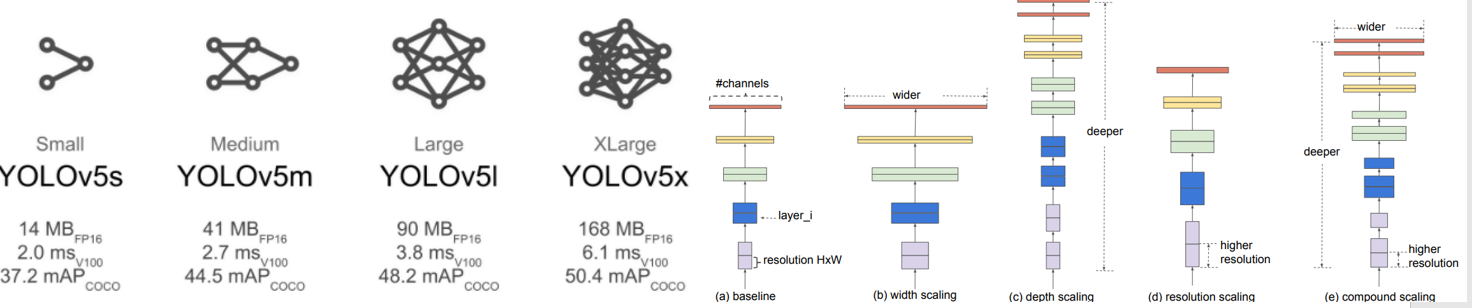 Small
YOLOv5s
14 MB FP16
2.0 ms V100
37.2 mAP COCO
Medium
YOLOv5m
41 MB FP16
2.7 ms V100
44.5 mAP COCO
Large
YOLOv5l
90 MB FP16
3.8 ms V100
48.2 mAP COCO
XLarge
YOLOv5x
168 MB FP16
6.1 ms V100
50.4 mAP COCO
#channels
layer_i
resolution HxW
(a) baseline
wider
(b) width scaling
deeper
(c) depth scaling
higher
resolution
(d) resolution scaling
wider
deeper
higher
resolution
(e) compound scaling